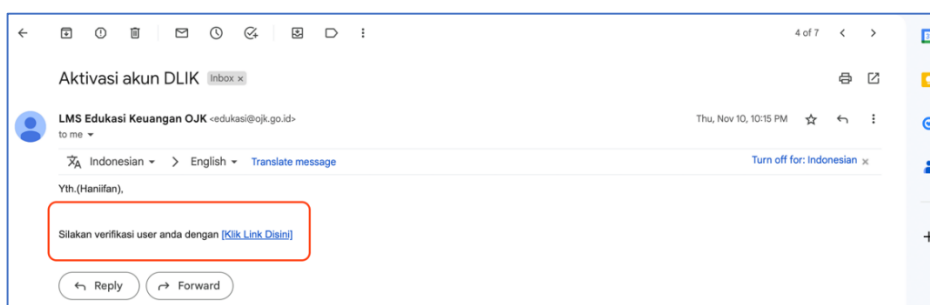 4 of 7
Aktivasi akun DLIK Inbox ×
LMS Edukasi Keuangan OJK <edukasi@ojk.go.id> Thu, Nov 10, 10:15 PM
to me
Indonesian > English Translate message Turn off for: Indonesian ×
Yth.(Haniifan),
Silakan verifikasi user anda dengan [Klik Link Disini]
Reply Forward